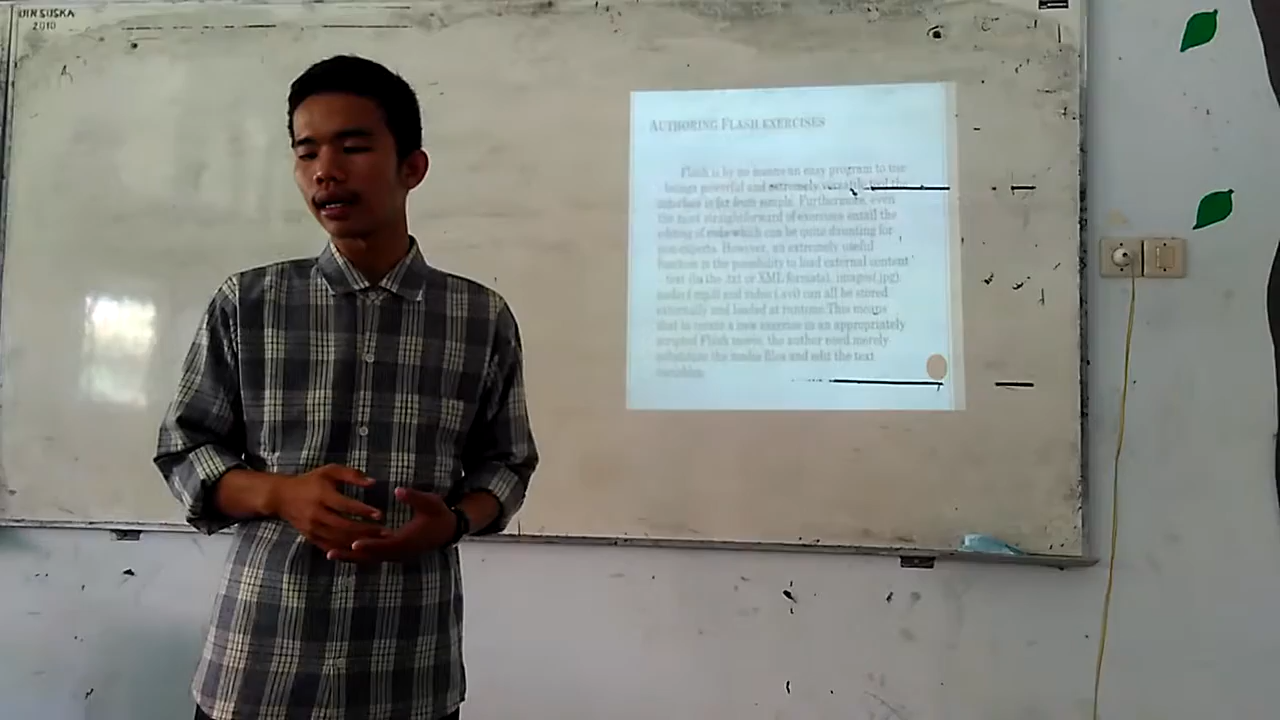 UIN SUSKA
2010
AUTHORING FLASH EXERCISES
Flash is by no means an easy program to use
beings powerful and extremely versatile tool the
interface is far from simple. Furthermore, even
the most straightforward of exercises entail the
editing of code which can be quite daunting for
non-experts. However, an extremely useful
function is the possibility to load external content
text (in the .txt or XML formats), images(.jpg),
audio (.mp3) and video (.avi) can all be stored
externally and loaded at runtime. This means
that to create a new exercise in an appropriately
scripted Flash movie, the author need merely
substitute the media files and edit the text
variables.